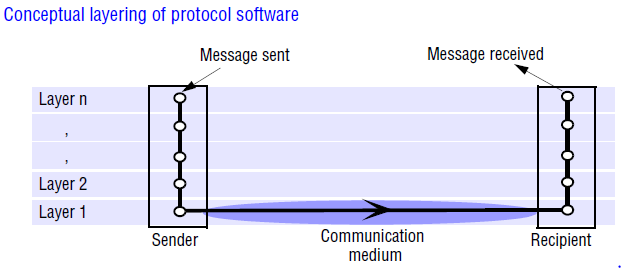 Conceptual layering of protocol software
Message sent
Message received
Layer n
,
,
Layer 2
Layer 1
Sender
Communication
medium
Recipient
.